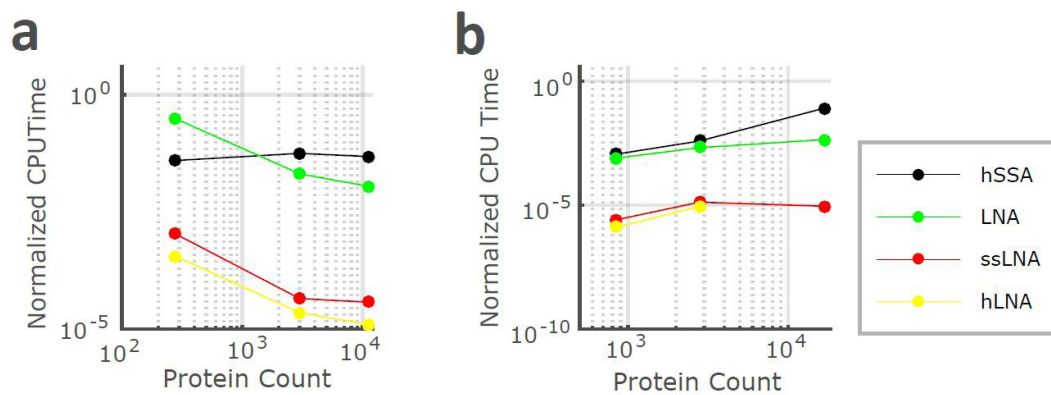 a
Normalized CPUTime
10^0
10^-5
10^2
10^3
10^4
Protein Count
b
Normalized CPU Time
10^0
10^-5
10^-10
10^3
10^4
Protein Count
hSSA
LNA
ssLNA
hLNA